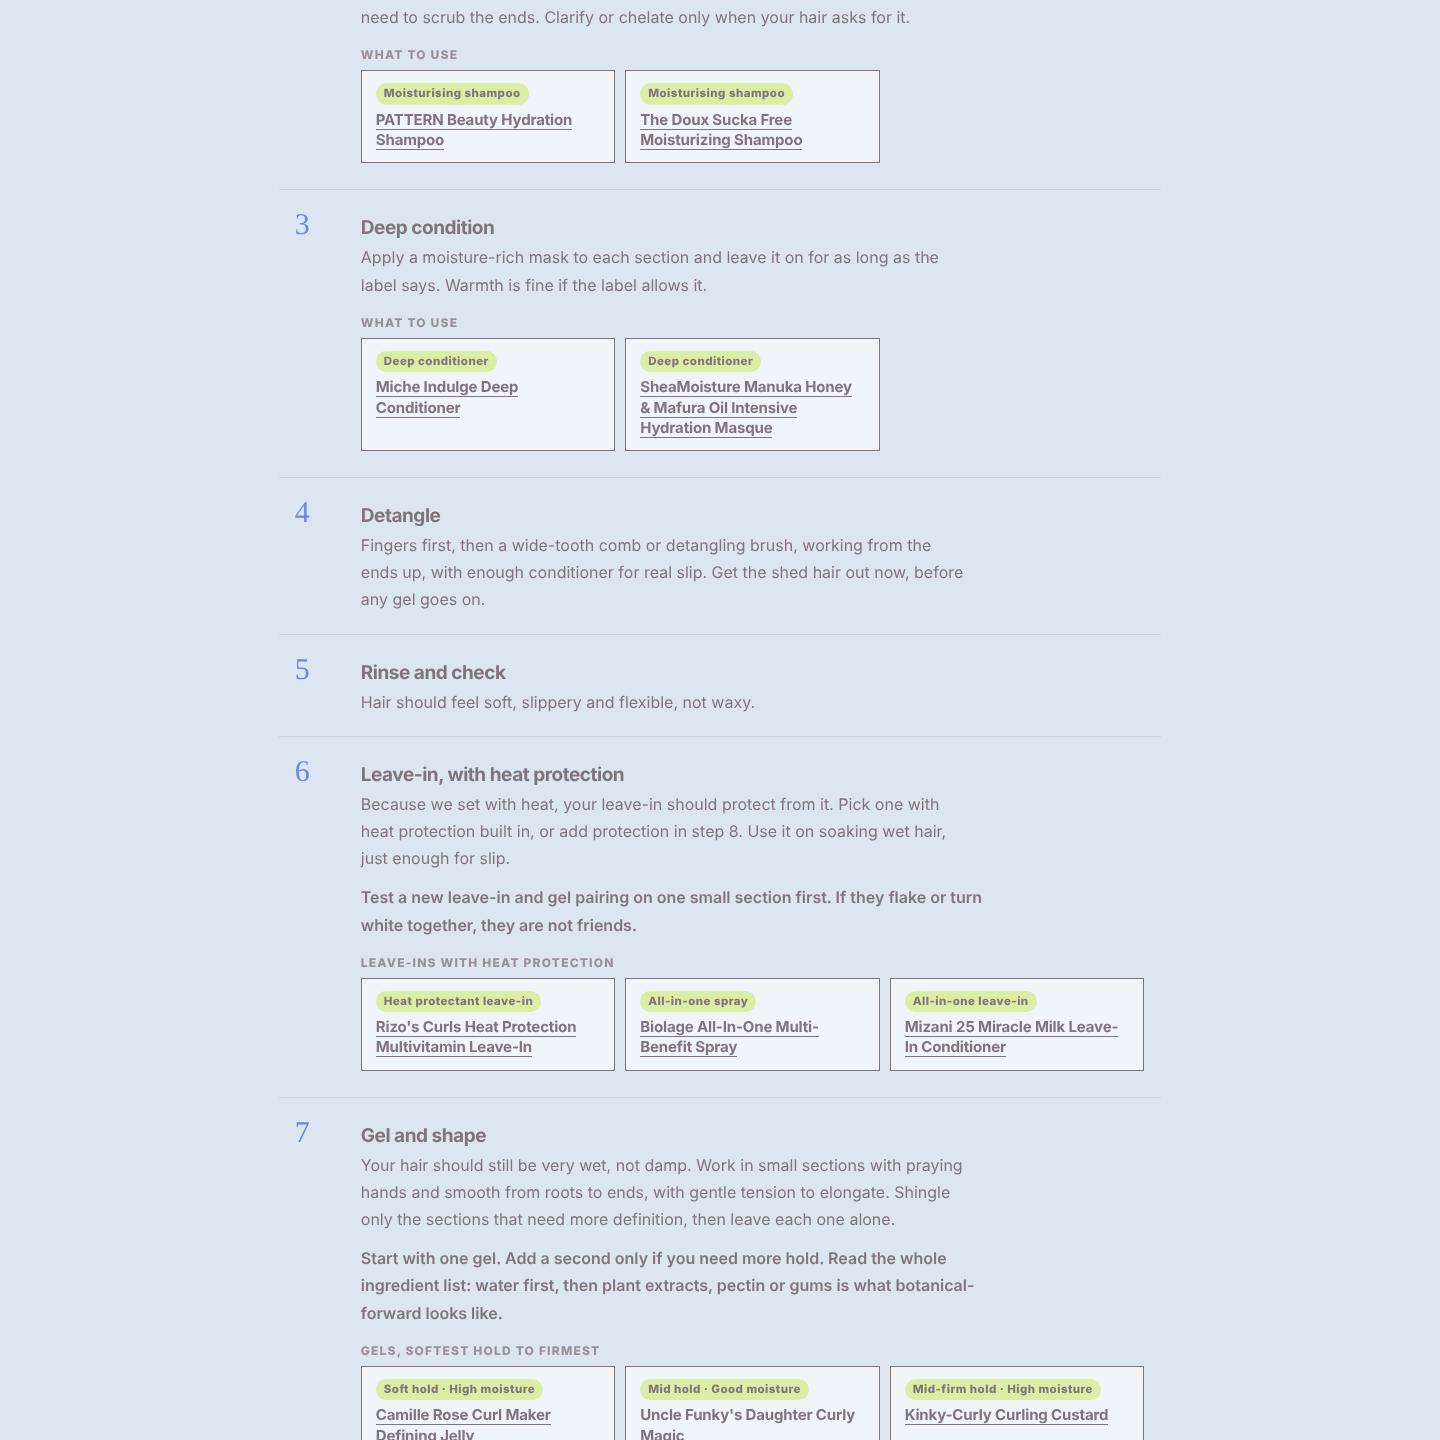 need to scrub the ends. Clarify or chelate only when your hair asks for it.
WHAT TO USE
Moisturising shampoo
PATTERN Beauty Hydration
Shampoo
Moisturising shampoo
The Doux Sucka Free
Moisturizing Shampoo
3
Deep condition
Apply a moisture-rich mask to each section and leave it on for as long as the
label says. Warmth is fine if the label allows it.
WHAT TO USE
Deep conditioner
Miche Indulge Deep
Conditioner
Deep conditioner
SheaMoisture Manuka Honey
& Mafura Oil Intensive
Hydration Masque
4
Detangle
Fingers first, then a wide-tooth comb or detangling brush, working from the
ends up, with enough conditioner for real slip. Get the shed hair out now, before
any gel goes on.
5
Rinse and check
Hair should feel soft, slippery and flexible, not waxy.
6
Leave-in, with heat protection
Because we set with heat, your leave-in should protect from it. Pick one with
heat protection built in, or add protection in step 8. Use it on soaking wet hair,
just enough for slip.
Test a new leave-in and gel pairing on one small section first. If they flake or turn
white together, they are not friends.
LEAVE-INS WITH HEAT PROTECTION
Heat protectant leave-in
Rizo's Curls Heat Protection
Multivitamin Leave-In
All-in-one spray
Biolage All-In-One Multi-
Benefit Spray
All-in-one leave-in
Mizani 25 Miracle Milk Leave-
In Conditioner
7
Gel and shape
Your hair should still be very wet, not damp. Work in small sections with praying
hands and smooth from roots to ends, with gentle tension to elongate. Shingle
only the sections that need more definition, then leave each one alone.
Start with one gel. Add a second only if you need more hold. Read the whole
ingredient list: water first, then plant extracts, pectin or gums is what botanical-
forward looks like.
GELS, SOFTEST HOLD TO FIRMEST
Soft hold · High moisture
Camille Rose Curl Maker
Defining Jelly
Mid hold · Good moisture
Uncle Funky's Daughter Curly
Magic
Mid-firm hold · High moisture
Kinky-Curly Curling Custard